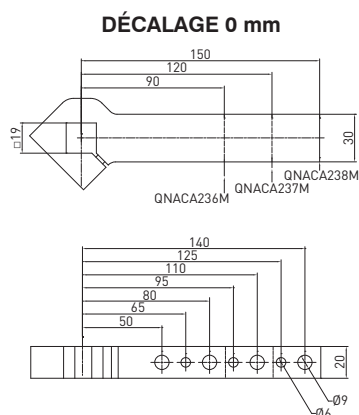 DÉCALAGE 0 mm
150
120
90
□19
30
QNACA238M
QNACA237M
QNACA236M
140
125
110
95
80
65
50
20
Ø9
Ø6